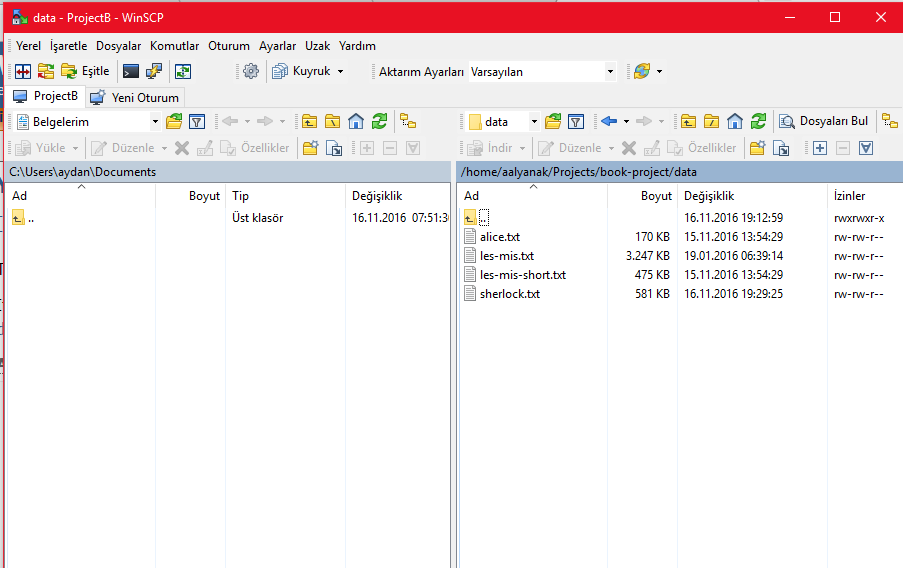 data - ProjectB - WinSCP
Yerel İşaretle Dosyalar Komutlar Oturum Ayarlar Uzak Yardım
Eşitle Kuyruk Aktarım Ayarları Varsayılan
ProjectB Yeni Oturum
Belgelerim data Dosyaları Bul
Yükle Düzenle Özellikler İndir Düzenle Özellikler
C:\Users\aydan\Documents /home/aalyanak/Projects/book-project/data
Ad Boyut Tip Değişiklik Ad Boyut Değişiklik İzinler
.. Üst klasör 16.11.2016 07:51:3 .. 16.11.2016 19:12:59 rwxrwxr-x
alice.txt 170 KB 15.11.2016 13:54:29 rw-rw-r--
les-mis.txt 3.247 KB 19.01.2016 06:39:14 rw-rw-r--
les-mis-short.txt 475 KB 15.11.2016 13:54:29 rw-rw-r--
sherlock.txt 581 KB 16.11.2016 19:29:25 rw-rw-r--